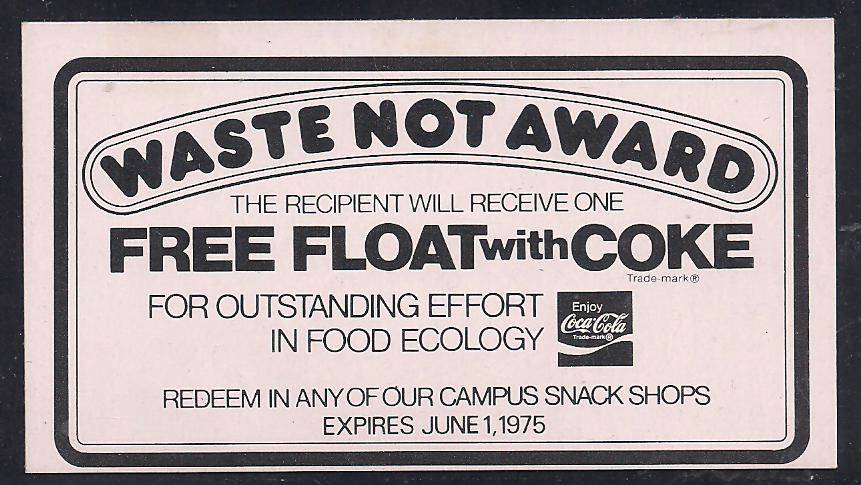 WASTE NOT AWARD
THE RECIPIENT WILL RECEIVE ONE
FREE FLOAT with COKE
Trade-mark®
FOR OUTSTANDING EFFORT
IN FOOD ECOLOGY
Enjoy
Coca-Cola
Trade-mark®
REDEEM IN ANY OF OUR CAMPUS SNACK SHOPS
EXPIRES JUNE 1, 1975